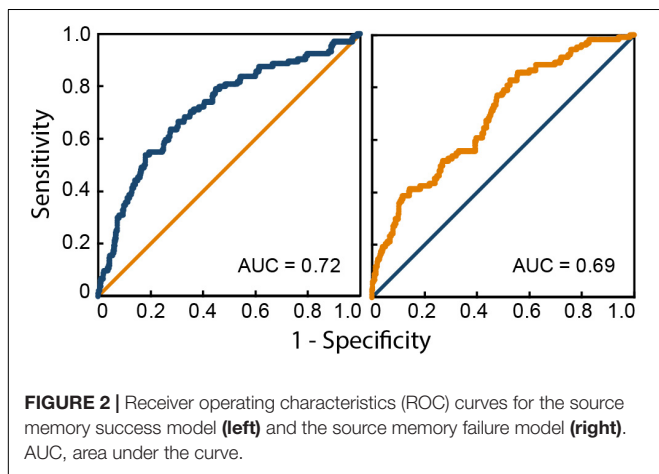 Sensitivity
1.0
0.8
0.6
0.4
0.2
0
AUC = 0.72
AUC = 0.69
0 0.2 0.4 0.6 0.8 1.0 0 0.2 0.4 0.6 0.8 1.0
1 - Specificity
FIGURE 2 | Receiver operating characteristics (ROC) curves for the source
memory success model (left) and the source memory failure model (right).
AUC, area under the curve.